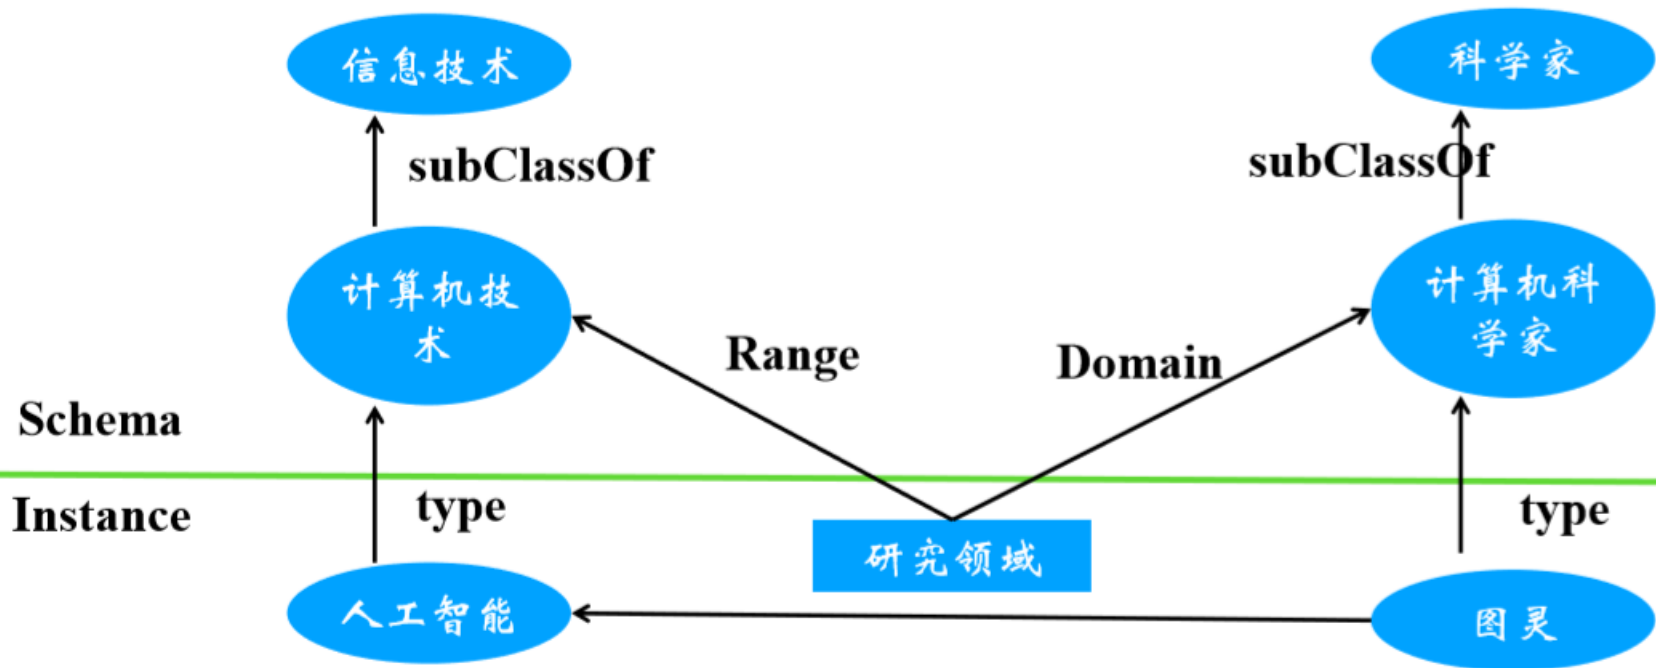 信息技术
科学家
subClassOf
subClassOf
计算机技
术
计算机科
学家
Range
Domain
Schema
Instance
type
type
研究领域
人工智能
图灵